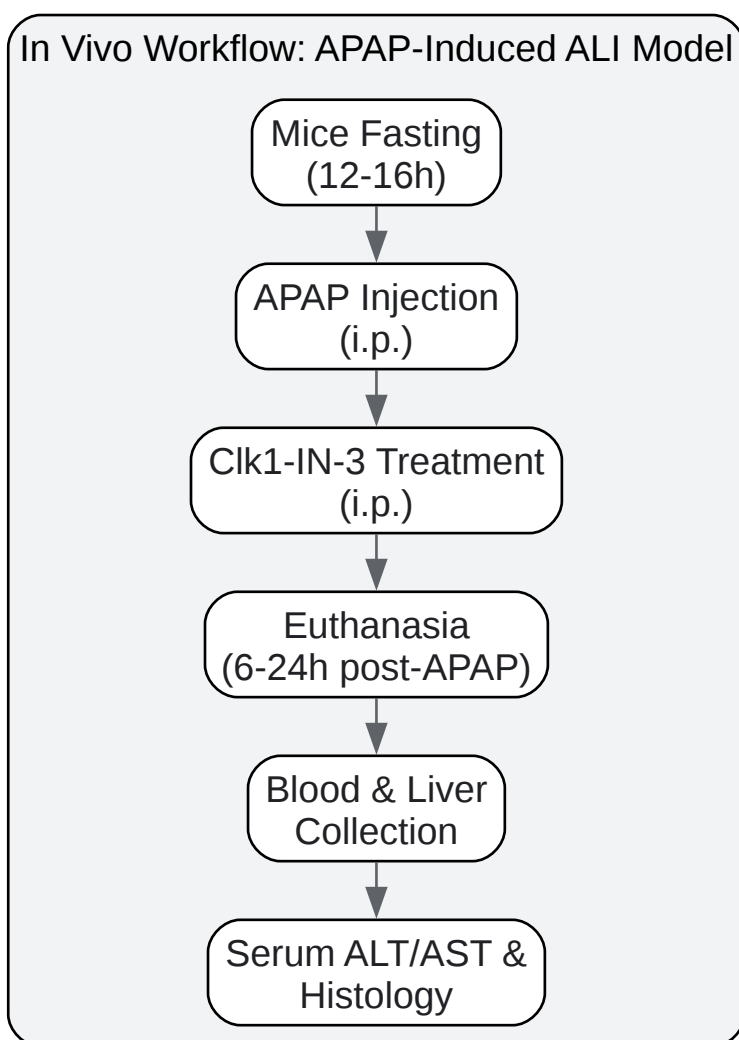 In Vivo Workflow: APAP-Induced ALI Model
Mice Fasting
(12-16h)
APAP Injection
(i.p.)
Clk1-IN-3 Treatment
(i.p.)
Euthanasia
(6-24h post-APAP)
Blood & Liver
Collection
Serum ALT/AST &
Histology